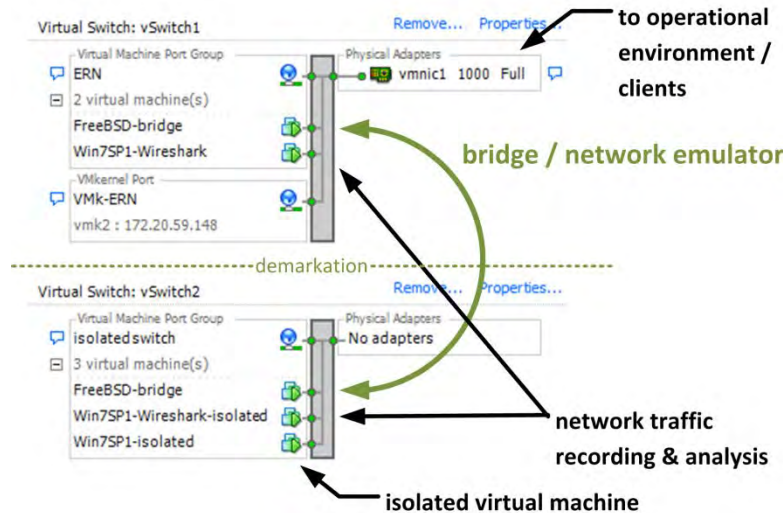 Virtual Switch: vSwitch1 Remove... Properties...
to operational
environment /
clients
Virtual Machine Port Group Physical Adapters
ERN vmnic1 1000 Full
2 virtual machine(s)
FreeBSD-bridge
Win7SP1-Wireshark
bridge / network emulator
VMkernel Port
VMk-ERN
vmk2 : 172.20.59.148
demarkation
Virtual Switch: vSwitch2 Remove... Properties...
Virtual Machine Port Group Physical Adapters
isolatedswitch No adapters
3 virtual machine(s)
FreeBSD-bridge
Win7SP1-Wireshark-isolated
Win7SP1-isolated
network traffic
recording & analysis
isolated virtual machine